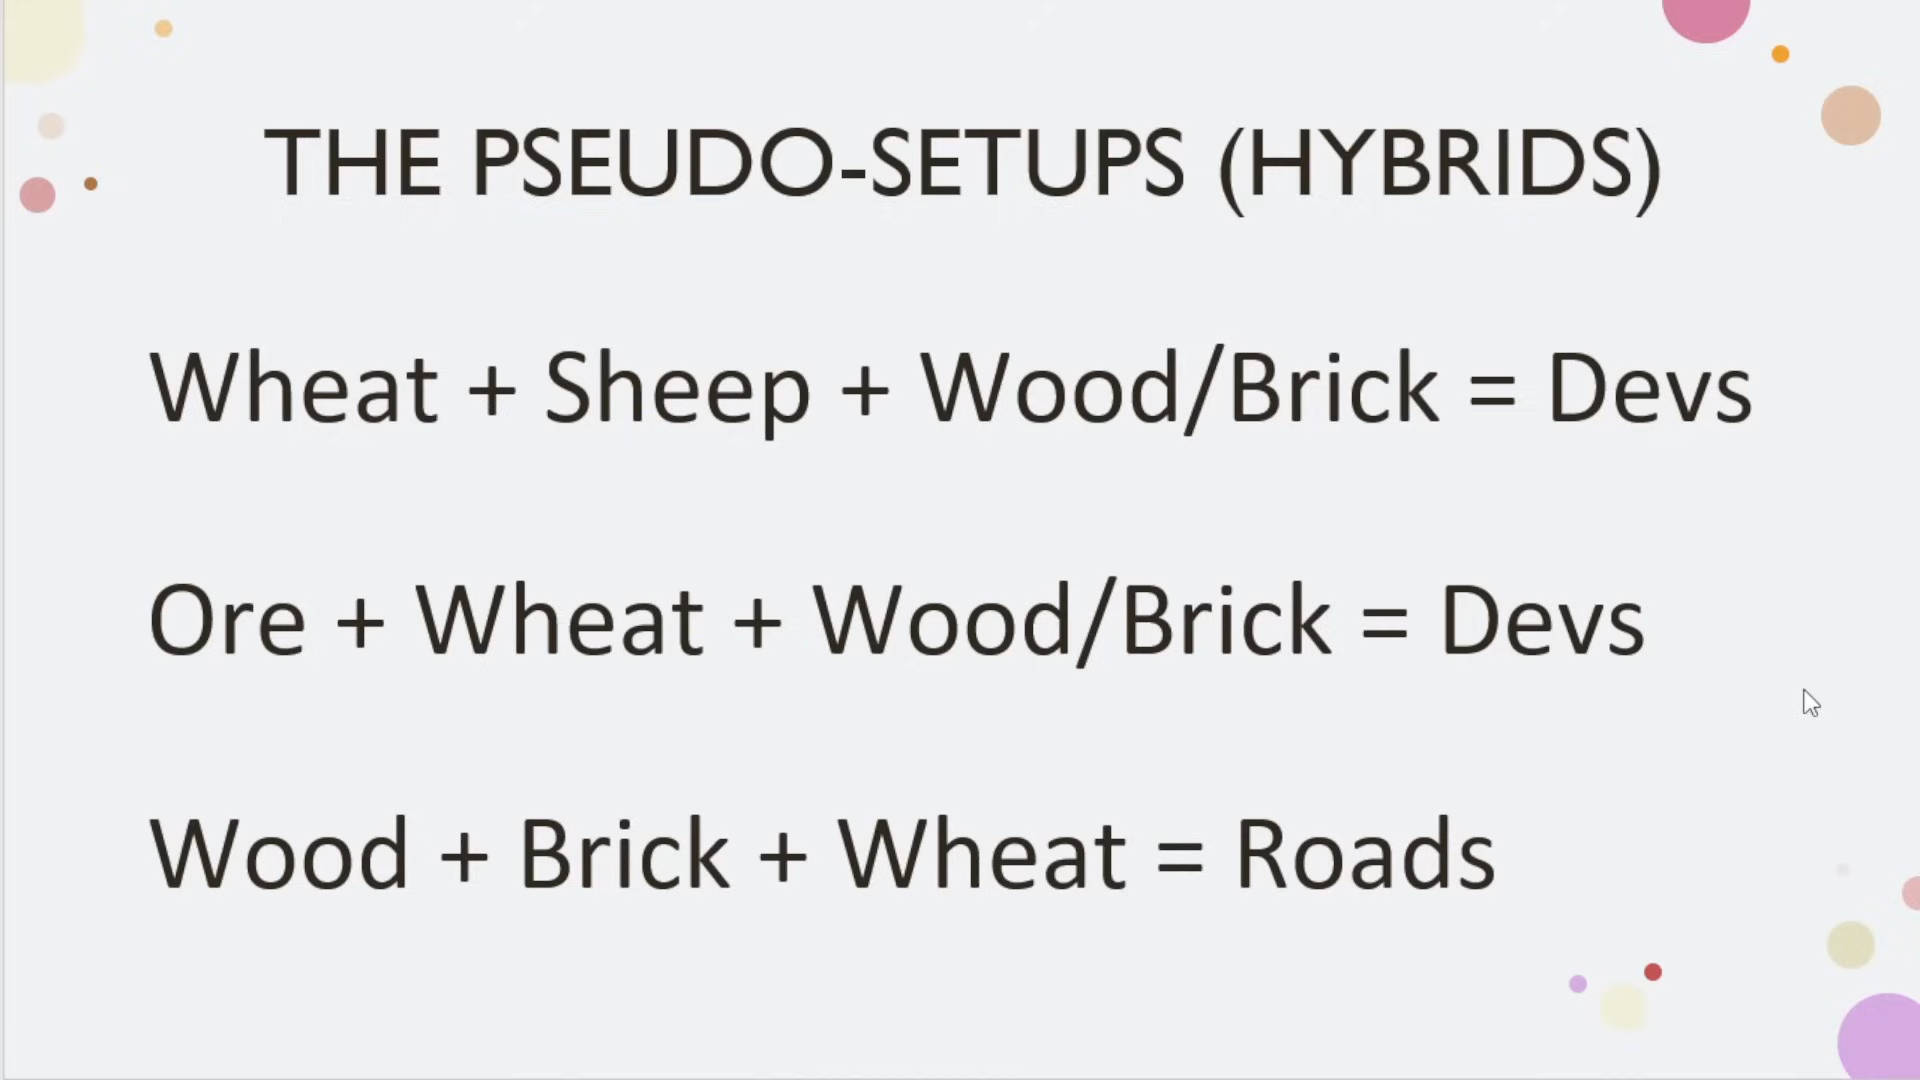 THE PSEUDO-SETUPS (HYBRIDS)
Wheat + Sheep + Wood/Brick = Devs
Ore + Wheat + Wood/Brick = Devs
Wood + Brick + Wheat = Roads